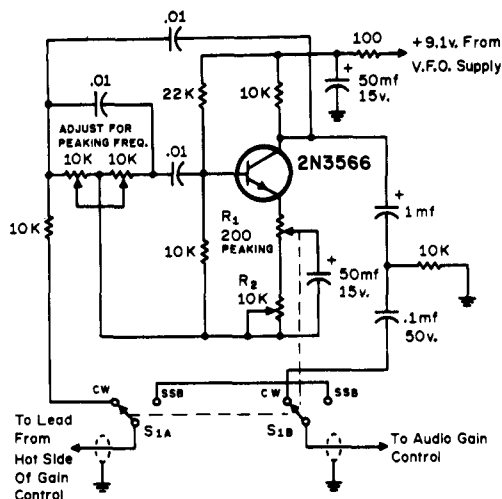 .01
100
+9.1v. From
V.F.O. Supply
.01
22K
10K
+
50mf
15v.
ADJUST FOR
PEAKING FREQ.
10K 10K
.01
2N3566
10K
10K
R1
200
PEAKING
+
1mf
10K
R2
10K
+
50mf
15v.
.1mf
50v.
CW
SSB
CW
SSB
S1A
S1B
To Lead
From
Hot Side
Of Gain
Control
To Audio Gain
Control